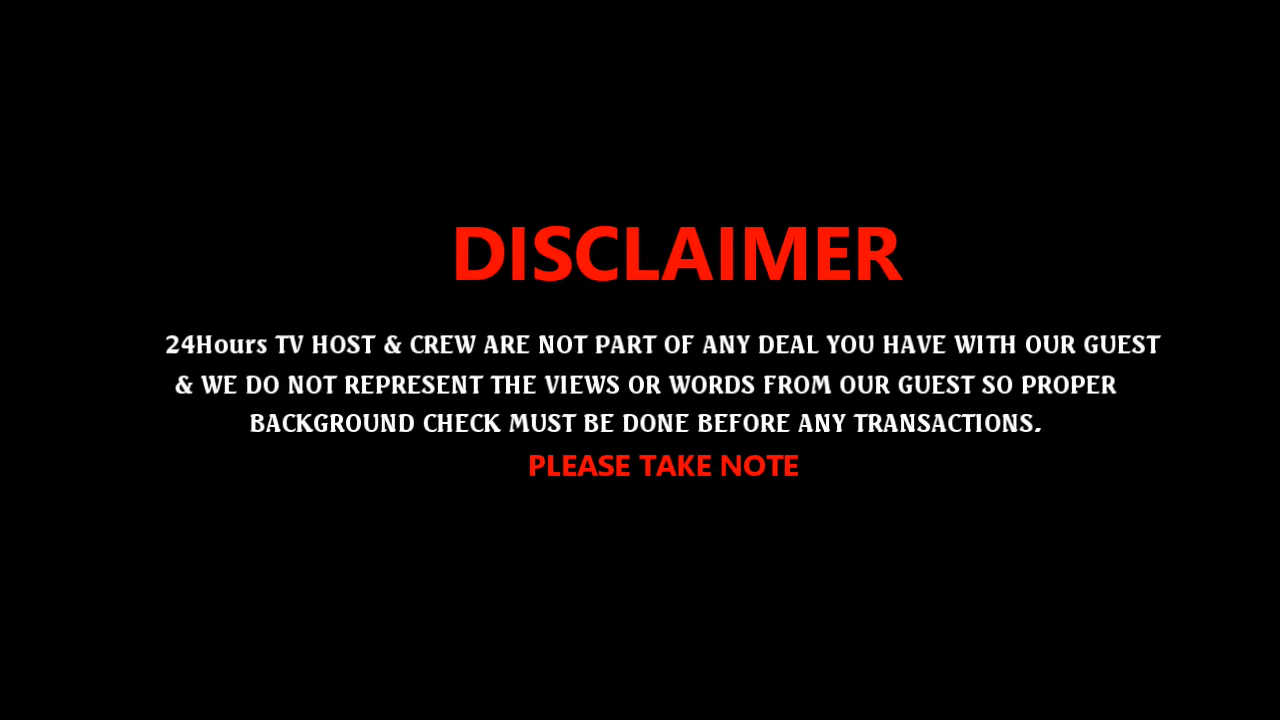 DISCLAIMER
24Hours TV HOST & CREW ARE NOT PART OF ANY DEAL YOU HAVE WITH OUR GUEST
& WE DO NOT REPRESENT THE VIEWS OR WORDS FROM OUR GUEST SO PROPER
BACKGROUND CHECK MUST BE DONE BEFORE ANY TRANSACTIONS.
PLEASE TAKE NOTE